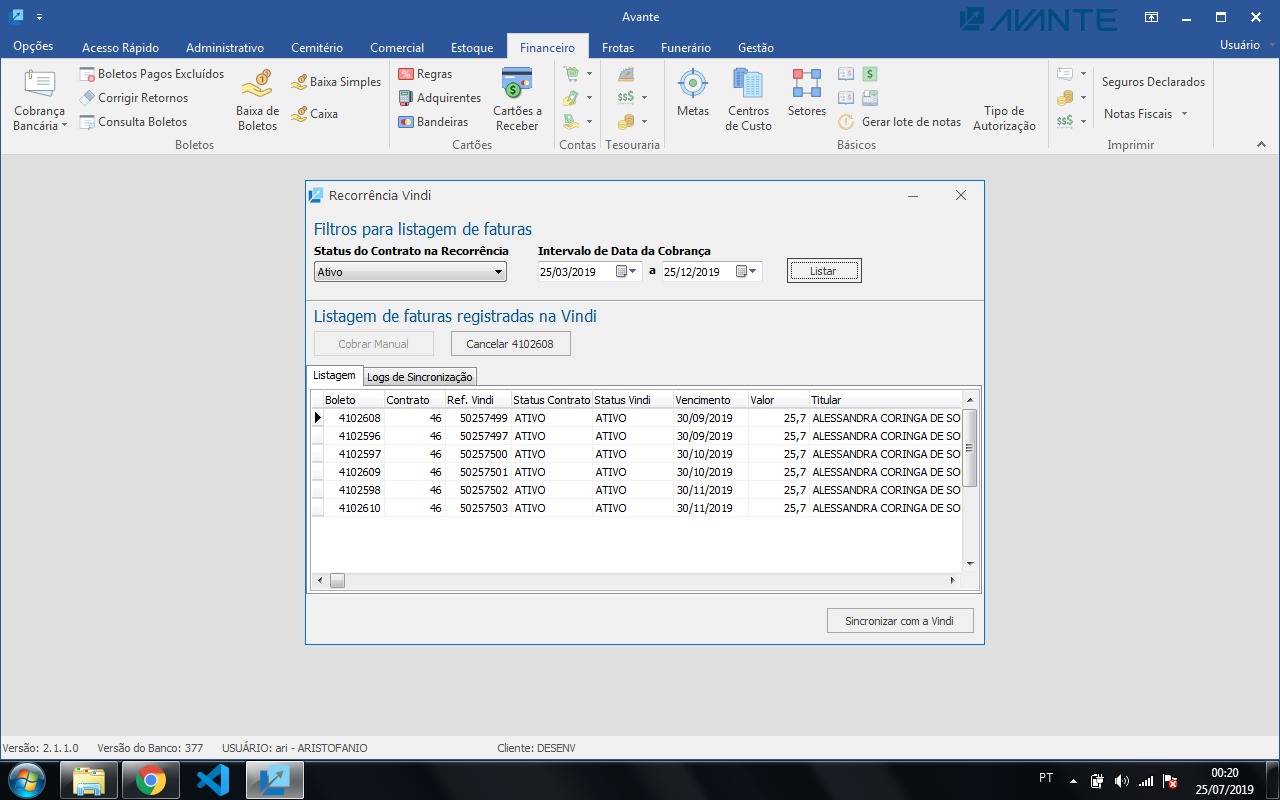 Avante
AVANTE
Opções Acesso Rápido Administrativo Cemitério Comercial Estoque Financeiro Frotas Funerário Gestão Usuário
Cobrança Bancária
Boletos Pagos Excluídos
Corrigir Retornos
Consulta Boletos
Baixa de Boletos
Baixa Simples
Caixa
Boletos
Regras
Adquirentes
Bandeiras
Cartões a Receber
Cartões
Contas
$$$
Tesouraria
Metas
Centros de Custo
Setores
Gerar lote de notas
Tipo de Autorização
Básicos
$$$
Seguros Declarados
Notas Fiscais
Imprimir
Recorrência Vindi
Filtros para listagem de faturas
Status do Contrato na Recorrência Intervalo de Data da Cobrança
Ativo 25/03/2019 a 25/12/2019 Listar
Listagem de faturas registradas na Vindi
Cobrar Manual Cancelar 4102608
Listagem Logs de Sincronização
Boleto Contrato Ref. Vindi Status Contrato Status Vindi Vencimento Valor Titular
4102608 46 50257499 ATIVO ATIVO 30/09/2019 25,7 ALESSANDRA CORINGA DE SO
4102596 46 50257497 ATIVO ATIVO 30/09/2019 25,7 ALESSANDRA CORINGA DE SO
4102597 46 50257500 ATIVO ATIVO 30/10/2019 25,7 ALESSANDRA CORINGA DE SO
4102609 46 50257501 ATIVO ATIVO 30/10/2019 25,7 ALESSANDRA CORINGA DE SO
4102598 46 50257502 ATIVO ATIVO 30/11/2019 25,7 ALESSANDRA CORINGA DE SO
4102610 46 50257503 ATIVO ATIVO 30/11/2019 25,7 ALESSANDRA CORINGA DE SO
Sincronizar com a Vindi
Versão: 2.1.1.0 Versão do Banco: 377 USUÁRIO: ari - ARISTOFANIO Cliente: DESENV
PT 00:20
25/07/2019